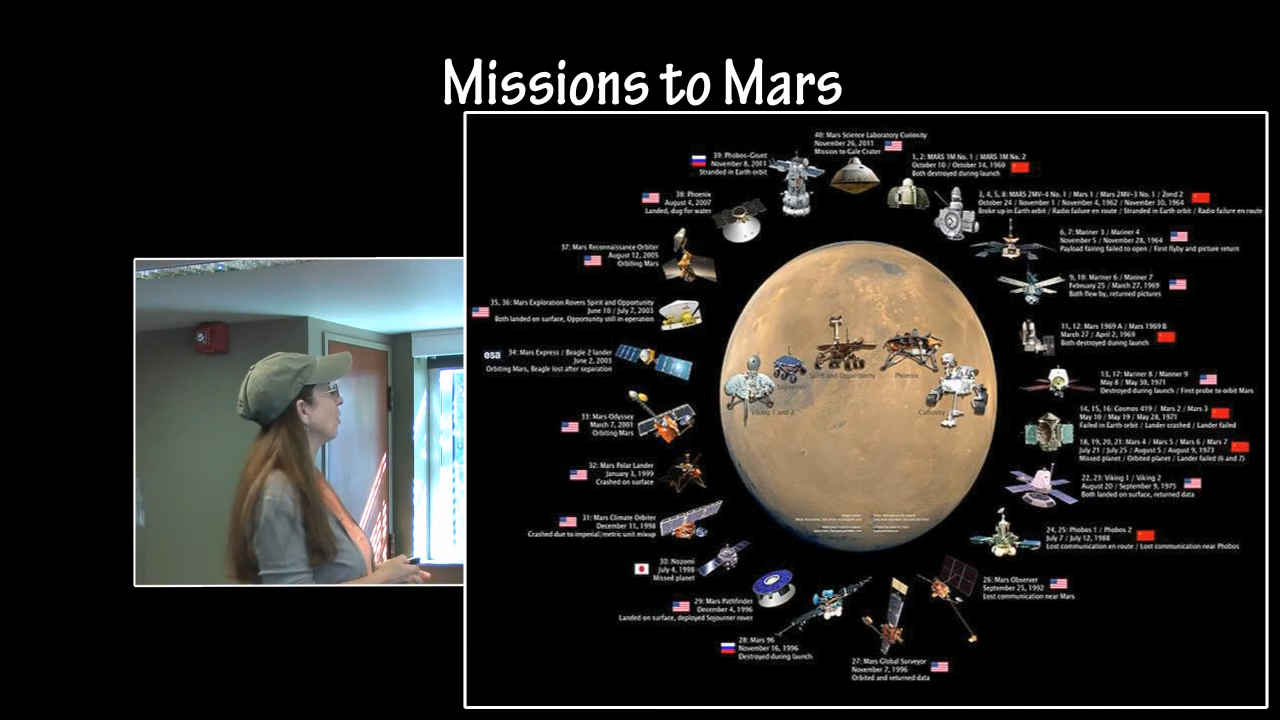 Missions to Mars
40: Mars Science Laboratory Curiosity
November 26, 2011
Mission to Gale Crater
1, 2: MARS 1M No. 1 / MARS 1M No. 2
October 10 / October 14, 1960
Both destroyed during launch
3, 4, 5, 8: MARS 2MV-4 No. 1 / Mars 1 / Mars 2MV-3 No. 1 / Zond 2
October 24 / November 1 / November 4, 1962 / November 30, 1964
Broke up in Earth orbit / Radio failure en route / Stranded in Earth orbit / Radio failure en route
6, 7: Mariner 3 / Mariner 4
November 5 / November 28, 1964
Payload fairing failed to open / First flyby and picture return
9, 10: Mariner 6 / Mariner 7
February 25 / March 27, 1969
Both flew by, returned pictures
11, 12: Mars 1969 A / Mars 1969 B
March 27 / April 2, 1969
Both destroyed during launch
13, 17: Mariner 8 / Mariner 9
May 8 / May 30, 1971
Destroyed during launch / First probe to orbit Mars
14, 15, 16: Cosmos 419 / Mars 2 / Mars 3
May 10 / May 19 / May 28, 1971
Failed in Earth orbit / Lander crashed / Lander failed
18, 19, 20, 21: Mars 4 / Mars 5 / Mars 6 / Mars 7
July 21 / July 25 / August 5 / August 9, 1973
Missed planet / Orbited planet / Lander failed (6 and 7)
22, 23: Viking 1 / Viking 2
August 20 / September 9, 1975
Both landed on surface, returned data
24, 25: Phobos 1 / Phobos 2
July 7 / July 12, 1988
Lost communication en route / Lost communication near Phobos
26: Mars Observer
September 25, 1992
Lost communication near Mars
27: Mars Global Surveyor
November 7, 1996
Orbited and returned data
28: Mars 96
November 16, 1996
Destroyed during launch
29: Mars Pathfinder
December 4, 1996
Landed on surface, deployed Sojourner rover
30: Nozomi
July 4, 1998
Missed planet
31: Mars Climate Orbiter
December 11, 1998
Crashed due to imperial/metric unit mixup
32: Mars Polar Lander
January 3, 1999
Crashed on surface
33: Mars Odyssey
March 7, 2001
Orbiting Mars
esa
34: Mars Express / Beagle 2 lander
June 2, 2003
Orbiting Mars, Beagle lost after separation
35, 36: Mars Exploration Rovers Spirit and Opportunity
June 10 / July 7, 2003
Both landed on surface, Opportunity still in operation
37: Mars Reconnaissance Orbiter
August 12, 2005
Orbiting Mars
38: Phoenix
August 4, 2007
Landed, dug for water
39: Phobos-Grunt
November 8, 2011
Stranded in Earth orbit
Viking 1 and 2
Sojourner
Spirit and Opportunity
Phoenix
Curiosity